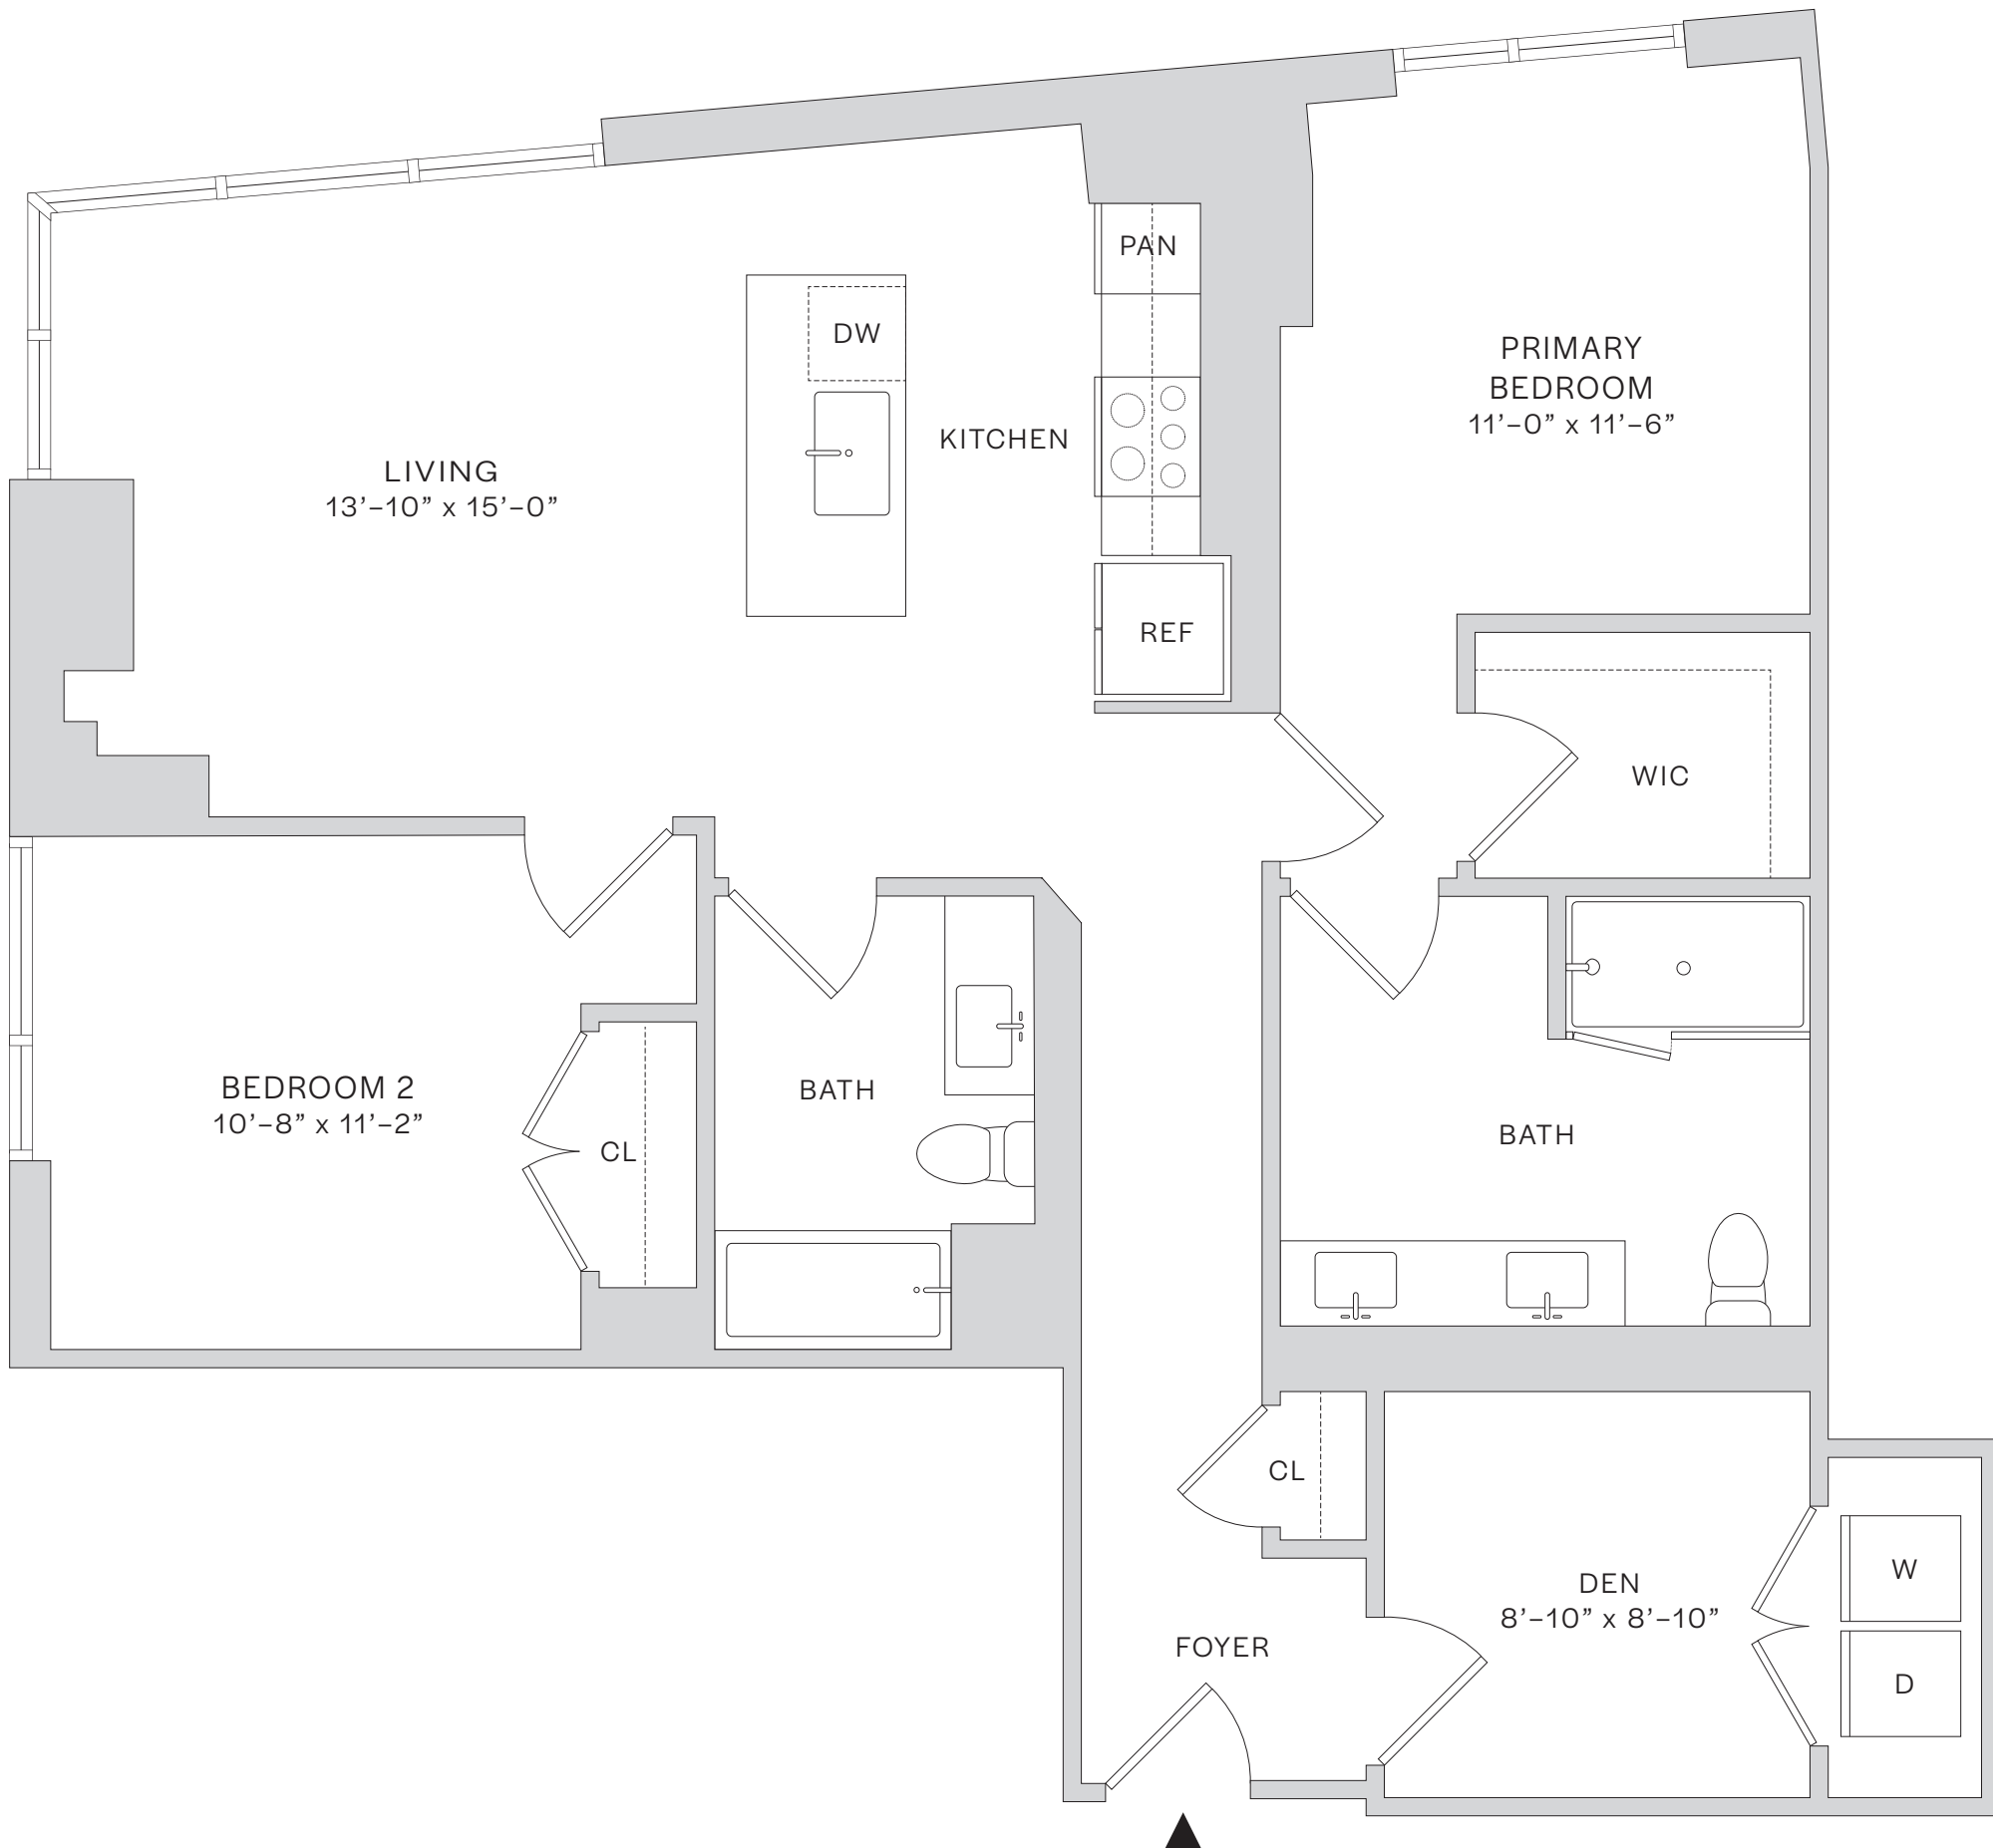 PAN
DW
PRIMARY
BEDROOM
11’–0” x 11’–6”
KITCHEN
LIVING
13’–10” x 15’–0”
REF
WIC
BEDROOM 2
10’–8” x 11’–2”
CL
BATH
BATH
CL
DEN
8’–10” x 8’–10”
W
D
FOYER